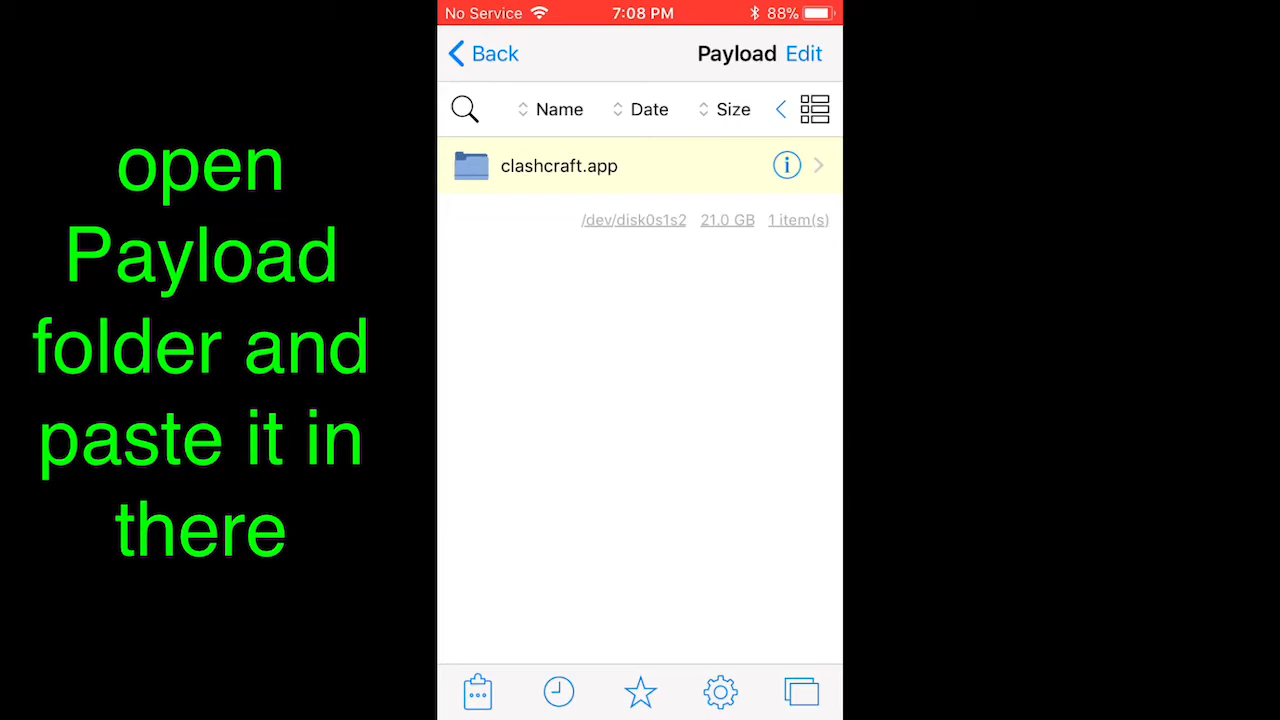 open
Payload
folder and
paste it in
there
No Service 7:08 PM 88%
Back Payload Edit
Name Date Size
clashcraft.app
/dev/disk0s1s2 21.0 GB 1 item(s)